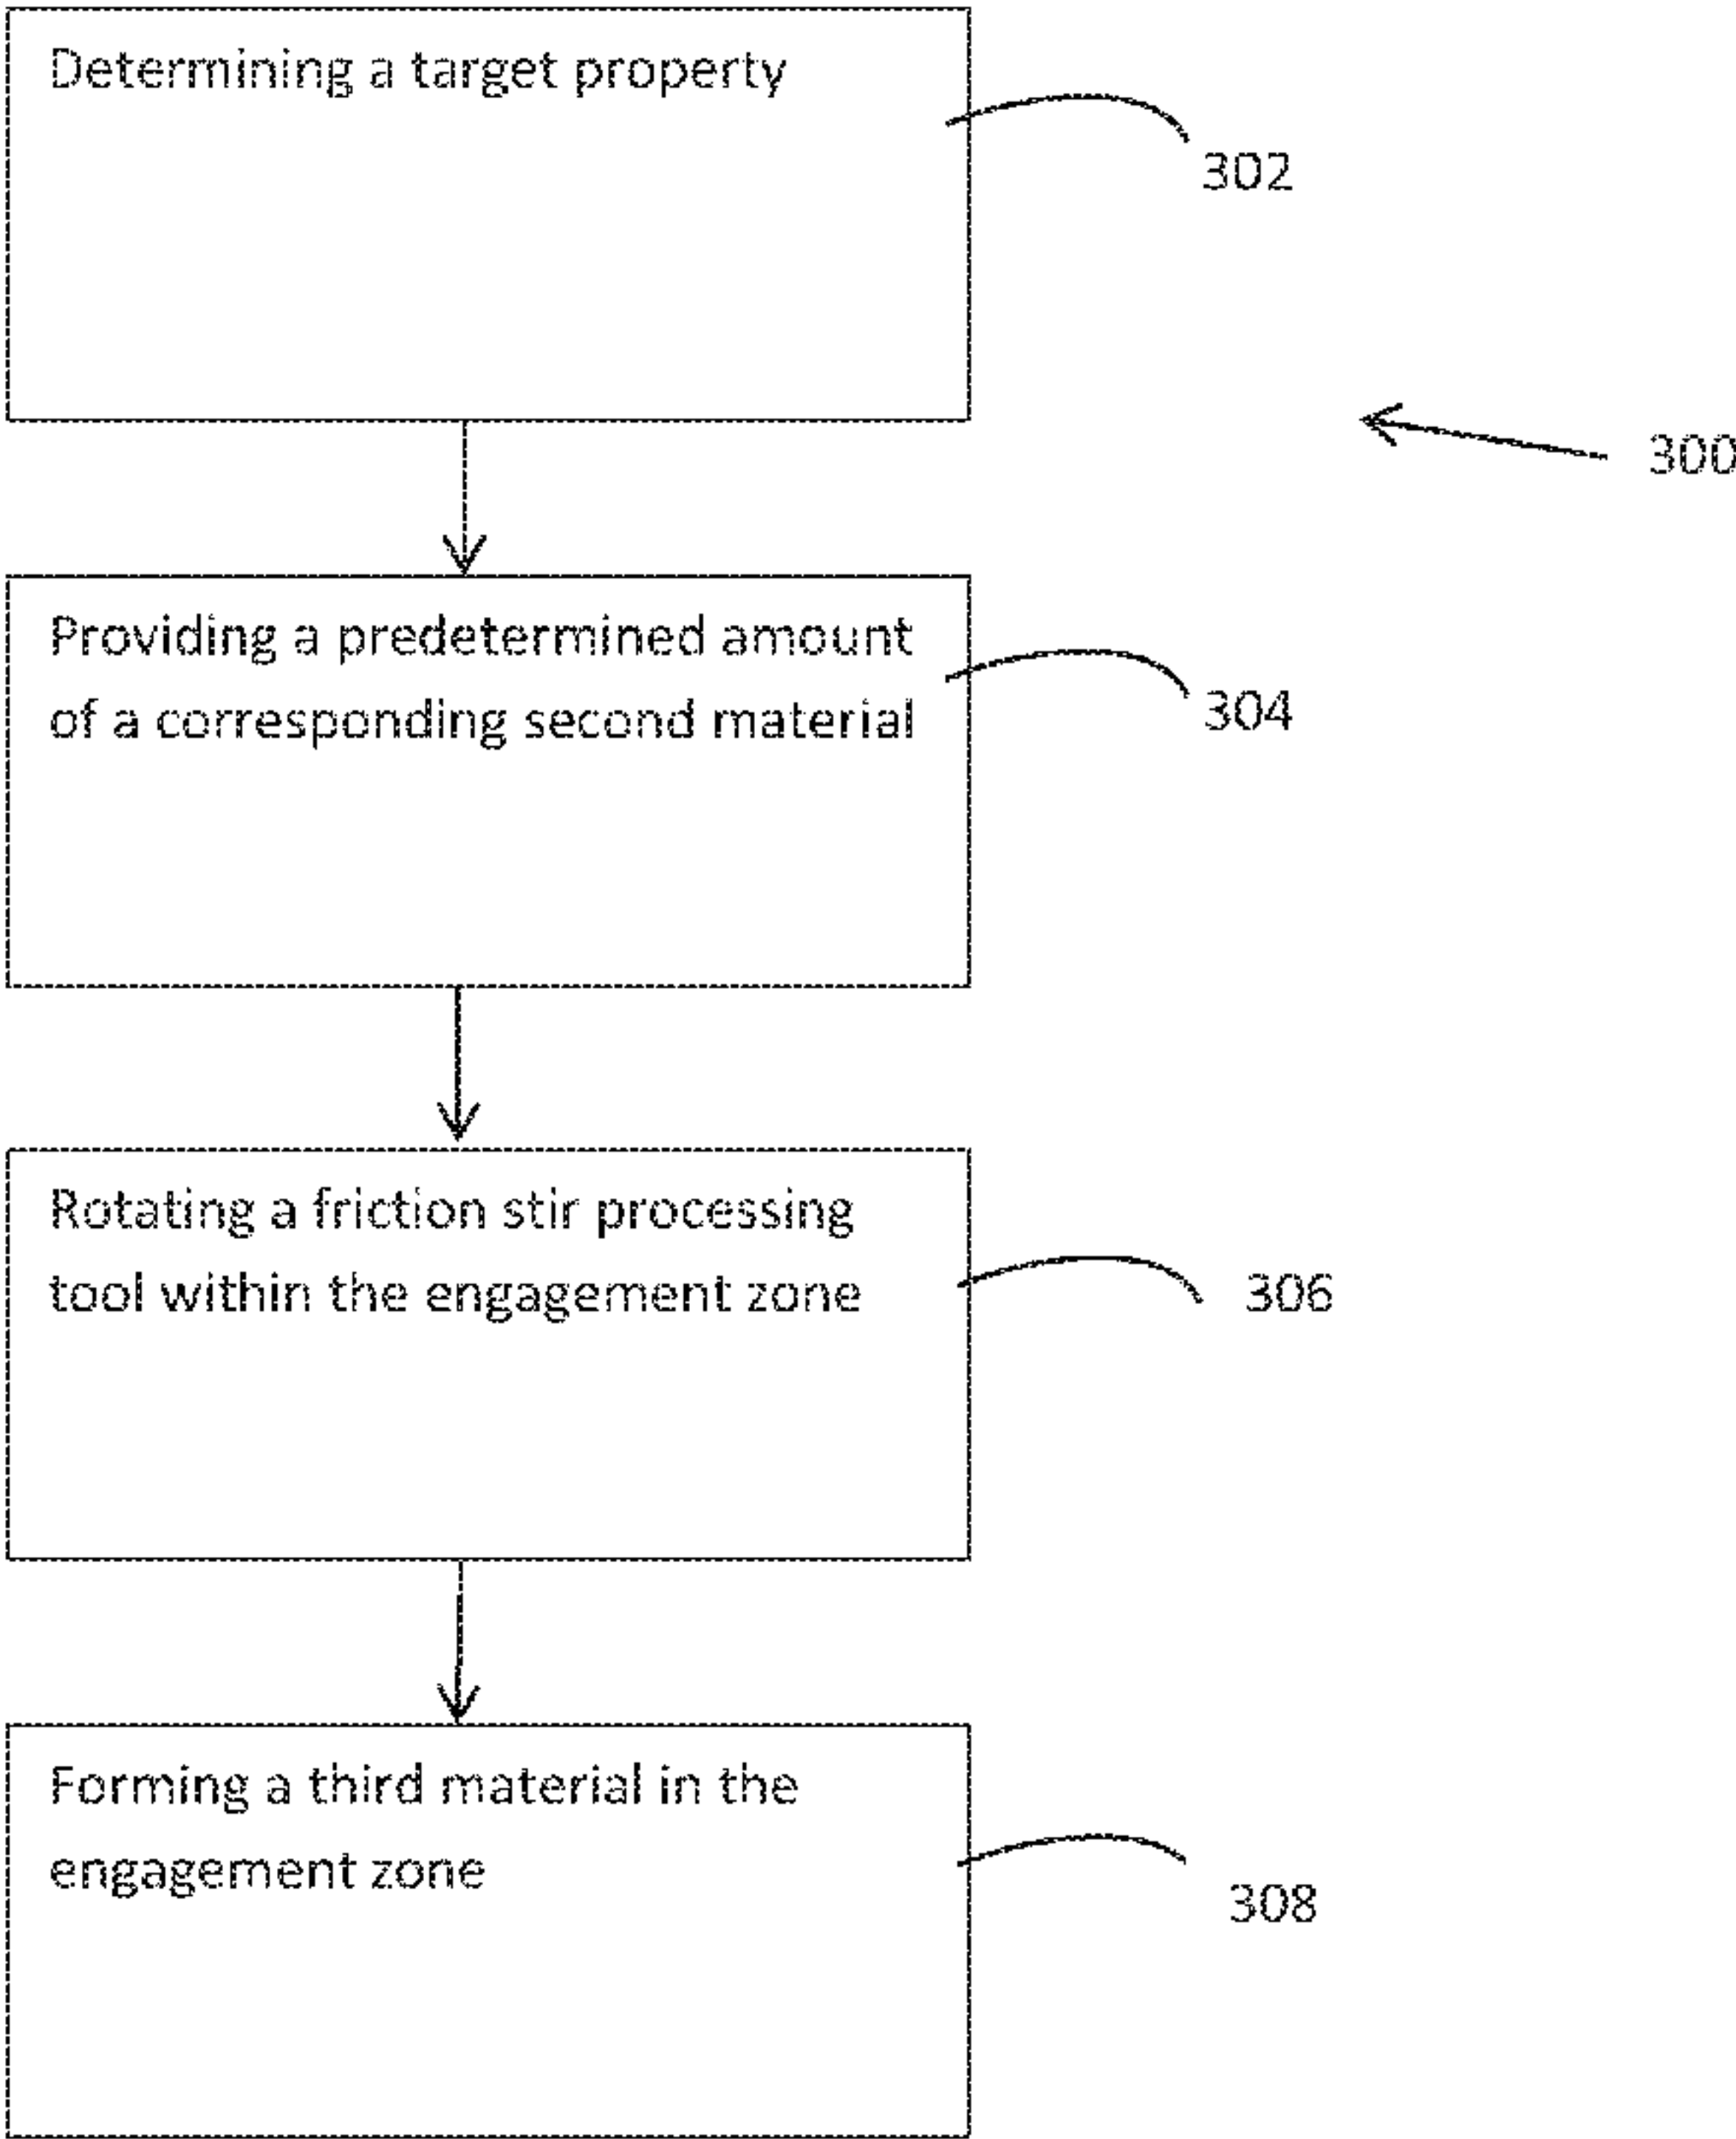 Determining a target property
302
300
Providing a predetermined amount
of a corresponding second material
304
Rotating a friction stir processing
tool within the engagement zone
306
Forming a third material in the
engagement zone
308